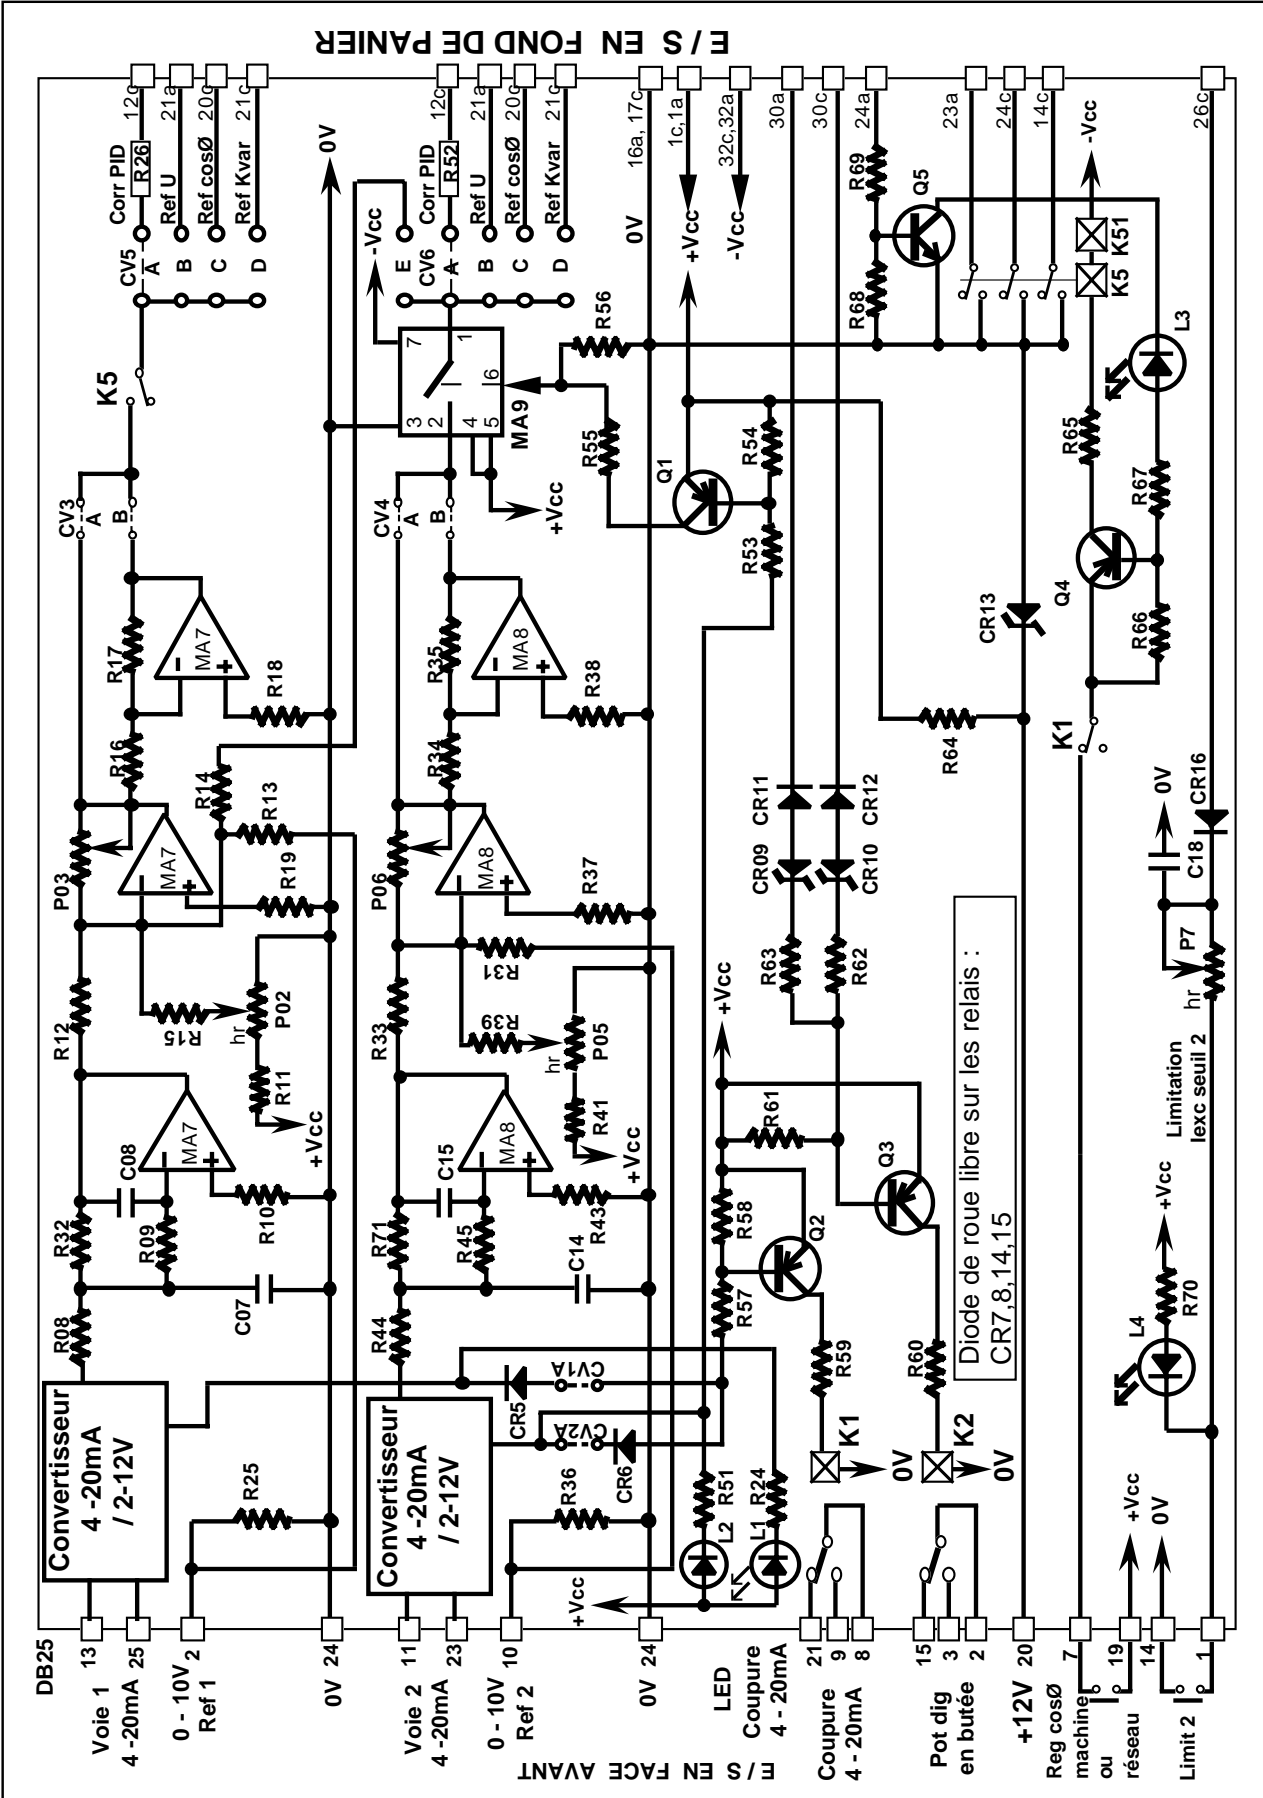 E / S EN FOND DE PANIER
12c
21a
20c
21c
12c
21a
20c
21c
16a, 17c
1c,1a
32c,32a
30a
30c
24a
23a
24c
14c
26c
Corr PID
R26
Ref U
Ref cosØ
Ref Kvar
CV5
A
B
C
D
0V
-Vcc
E
Corr PID
R52
Ref U
Ref cosØ
Ref Kvar
CV6
A
B
C
D
0V
+Vcc
-Vcc
R69
R68
Q5
-Vcc
K51
K5
L3
K5
7
1
6
3
2
4
5
MA9
+Vcc
R56
R55
Q1
R54
R53
R65
R67
Q4
R66
CR13
CV3
A
B
CV4
A
B
R17
MA7
R18
R16
R14
R13
R19
P03
MA7
R35
MA8
R38
R34
P06
MA8
R37
R31
R64
K1
CR11
CR12
CR09
CR10
R63
R62
0V
C18
CR16
P7
hr
Limitation
Iexc seuil 2
R12
R15
hr
P02
R11
+Vcc
R33
R39
hr
P05
R41
+Vcc
+Vcc
R61
Q3
R58
Q2
R57
R59
R60
Diode de roue libre sur les relais :
CR7,8,14,15
C08
MA7
R32
R09
R10
C07
R08
C15
MA8
R71
R45
R43
C14
R44
+Vcc
R70
L4
Convertisseur
4 -20mA
/ 2-12V
R25
Convertisseur
4 -20mA
/ 2-12V
R36
CR5
CV1A
CV2A
CR6
R51
R24
L2
L1
+Vcc
K1
0V
K2
0V
+Vcc
0V
DB25
13
25
2
24
11
23
10
24
21
9
8
15
3
2
20
7
19
14
1
Voie 1
4 -20mA
0 - 10V
Ref 1
0V
Voie 2
4 -20mA
0 - 10V
Ref 2
0V
LED
Coupure
4 - 20mA
Coupure
4 - 20mA
Pot dig
en butée
+12V
Reg cosØ
machine
ou
réseau
Limit 2
E / S EN FACE AVANT